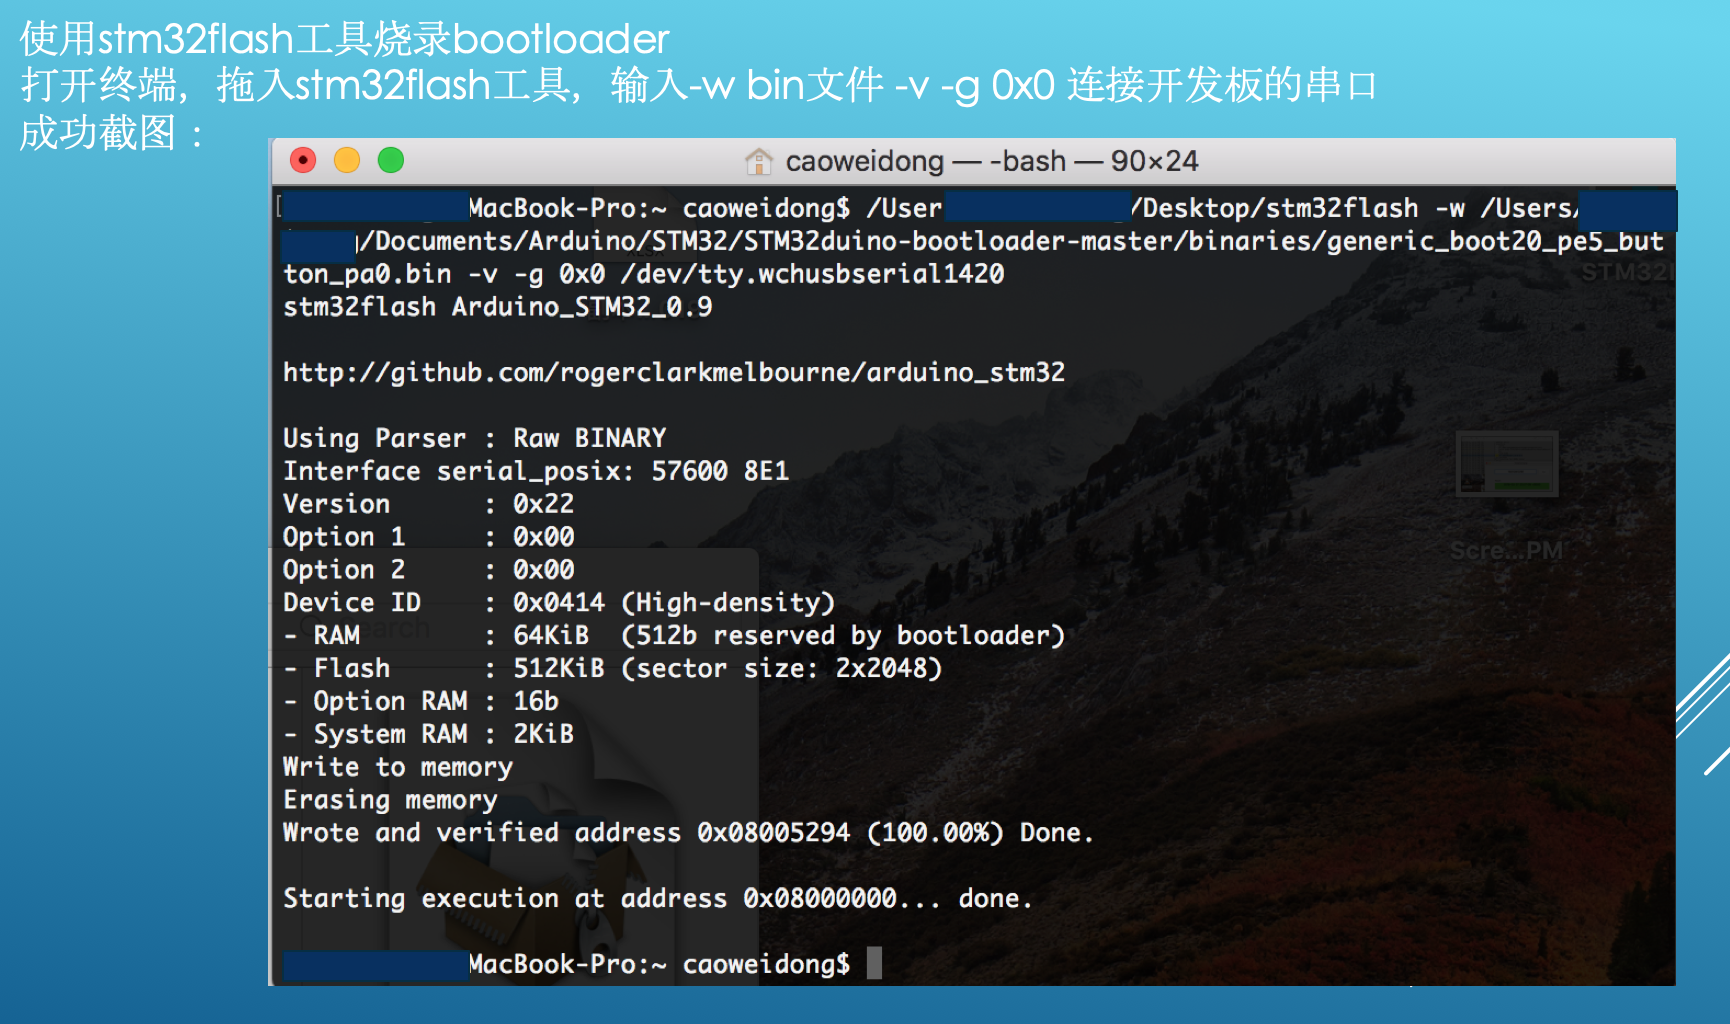 使用stm32flash工具烧录bootloader
打开终端，拖入stm32flash工具，输入-w bin文件 -v -g 0x0 连接开发板的串口
成功截图：
caoweidong — -bash — 90×24
MacBook-Pro:~ caoweidong$ /User /Desktop/stm32flash -w /Users/
/Documents/Arduino/STM32/STM32duino-bootloader-master/binaries/generic_boot20_pe5_but
ton_pa0.bin -v -g 0x0 /dev/tty.wchusbserial1420
stm32flash Arduino_STM32_0.9
http://github.com/rogerclarkmelbourne/arduino_stm32
Using Parser : Raw BINARY
Interface serial_posix: 57600 8E1
Version : 0x22
Option 1 : 0x00
Option 2 : 0x00
Device ID : 0x0414 (High-density)
- RAM : 64KiB (512b reserved by bootloader)
- Flash : 512KiB (sector size: 2x2048)
- Option RAM : 16b
- System RAM : 2KiB
Write to memory
Erasing memory
Wrote and verified address 0x08005294 (100.00%) Done.
Starting execution at address 0x08000000... done.
MacBook-Pro:~ caoweidong$
XLSX
STM32
Scre...PM
Search